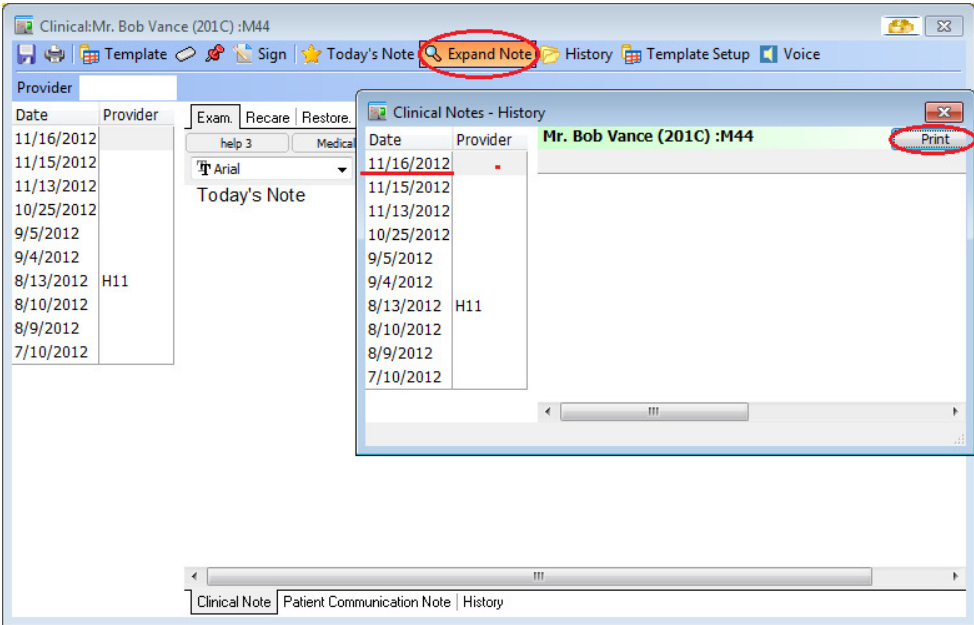 Clinical:Mr. Bob Vance (201C) :M44
Template Sign Today's Note Expand Note History Template Setup Voice
Provider
Date Provider
11/16/2012
11/15/2012
11/13/2012
10/25/2012
9/5/2012
9/4/2012
8/13/2012 H11
8/10/2012
8/9/2012
7/10/2012
Exam. Recare Restore.
help 3 Medical
Arial
Today's Note
Clinical Notes - History
Date Provider
Mr. Bob Vance (201C) :M44
Print
11/16/2012
11/15/2012
11/13/2012
10/25/2012
9/5/2012
9/4/2012
8/13/2012 H11
8/10/2012
8/9/2012
7/10/2012
Clinical Note Patient Communication Note History